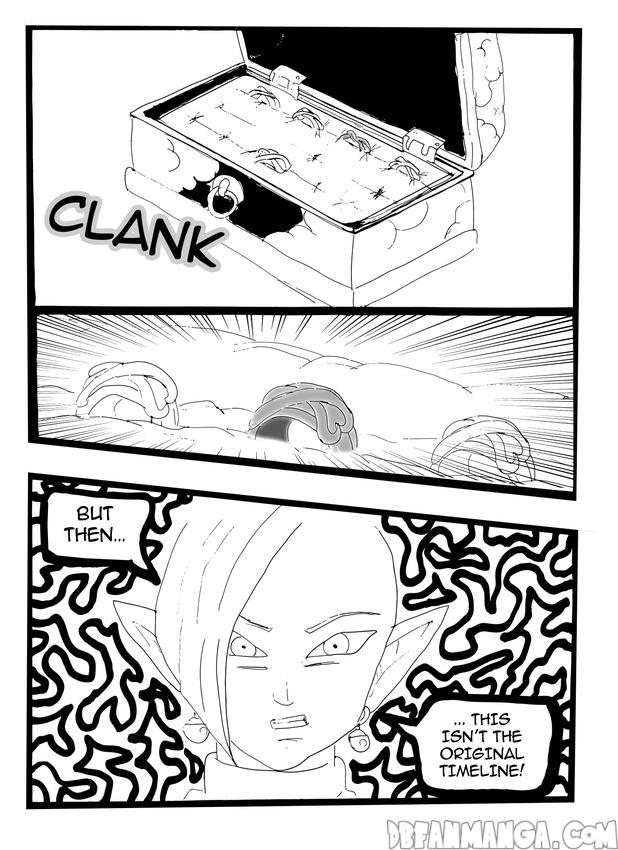 CLANK
BUT
THEN...
... THIS
ISN'T THE
ORIGINAL
TIMELINE!
DBFANMANGA.COM